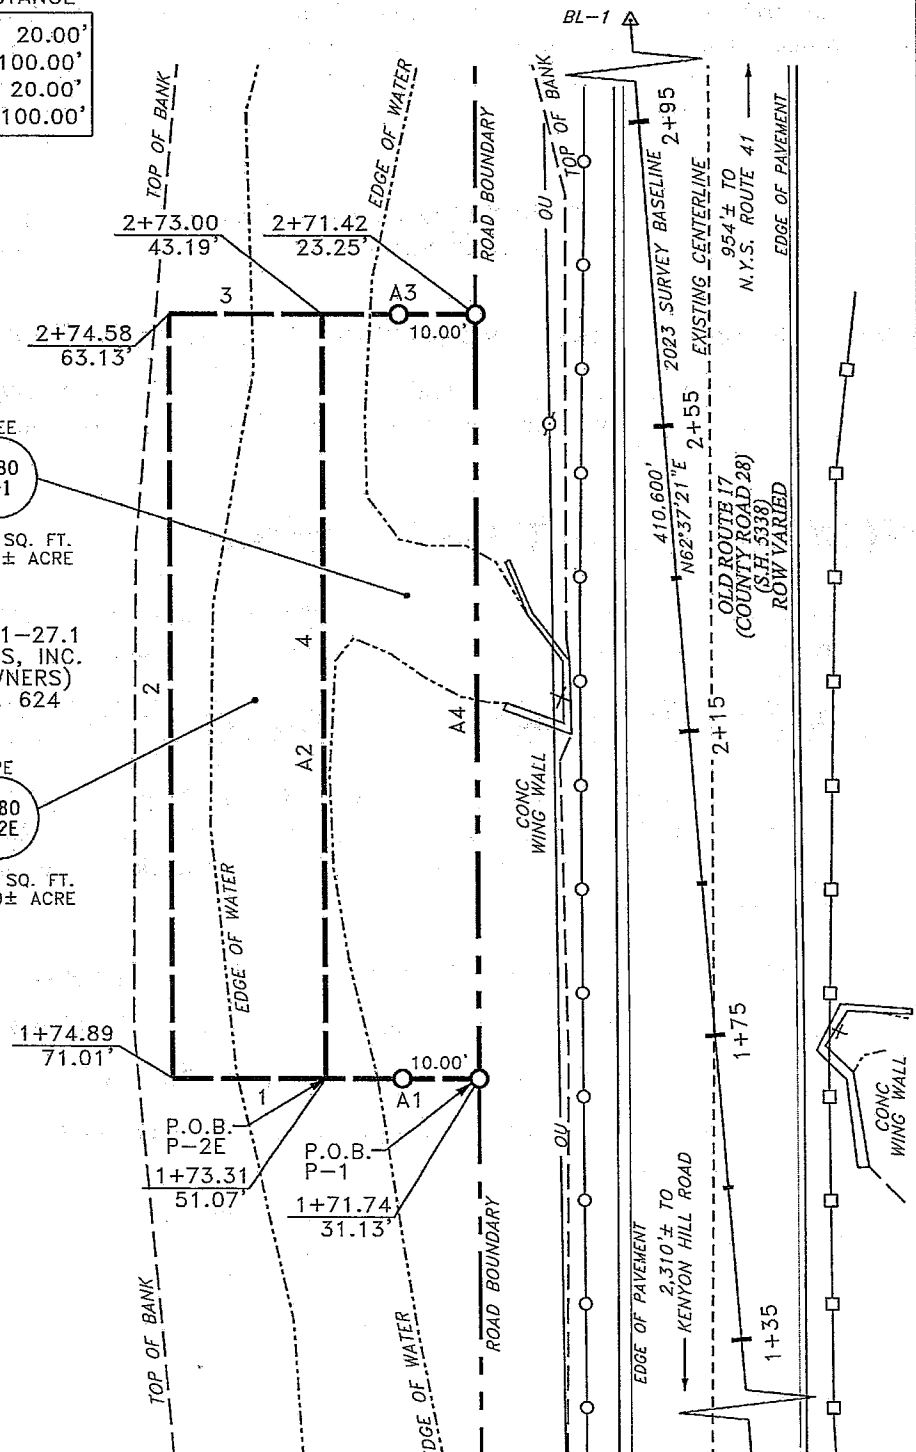 20.00'
100.00'
20.00'
100.00'
BL-1
TOP OF BANK
EDGE OF WATER
ROAD BOUNDARY
OU
TOP OF BANK
2+95
2023 SURVEY BASELINE
EXISTING CENTERLINE
954'± TO
N.Y.S. ROUTE 41
EDGE OF PAVEMENT
2+73.00
43.19'
2+71.42
23.25'
3
A3
10.00'
2+74.58
63.13'
2+55
410.600'
N62°37'21"E
OLD ROUTE 17
(COUNTY ROAD 28)
(S.H. 5338)
ROW VARIED
SQ. FT.
± ACRE
1-27.1
S, INC.
624
2
4
A2
A4
2+15
CONC
WING WALL
80
2E
SQ. FT.
± ACRE
EDGE OF WATER
1+74.89
71.01'
10.00'
1
A1
P.O.B.
P-2E
P.O.B.
P-1
1+73.31
51.07'
1+71.74
31.13'
1+75
OU
CONC
WING WALL
TOP OF BANK
EDGE OF WATER
ROAD BOUNDARY
EDGE OF PAVEMENT
2,310'± TO
KENYON HILL ROAD
1+35